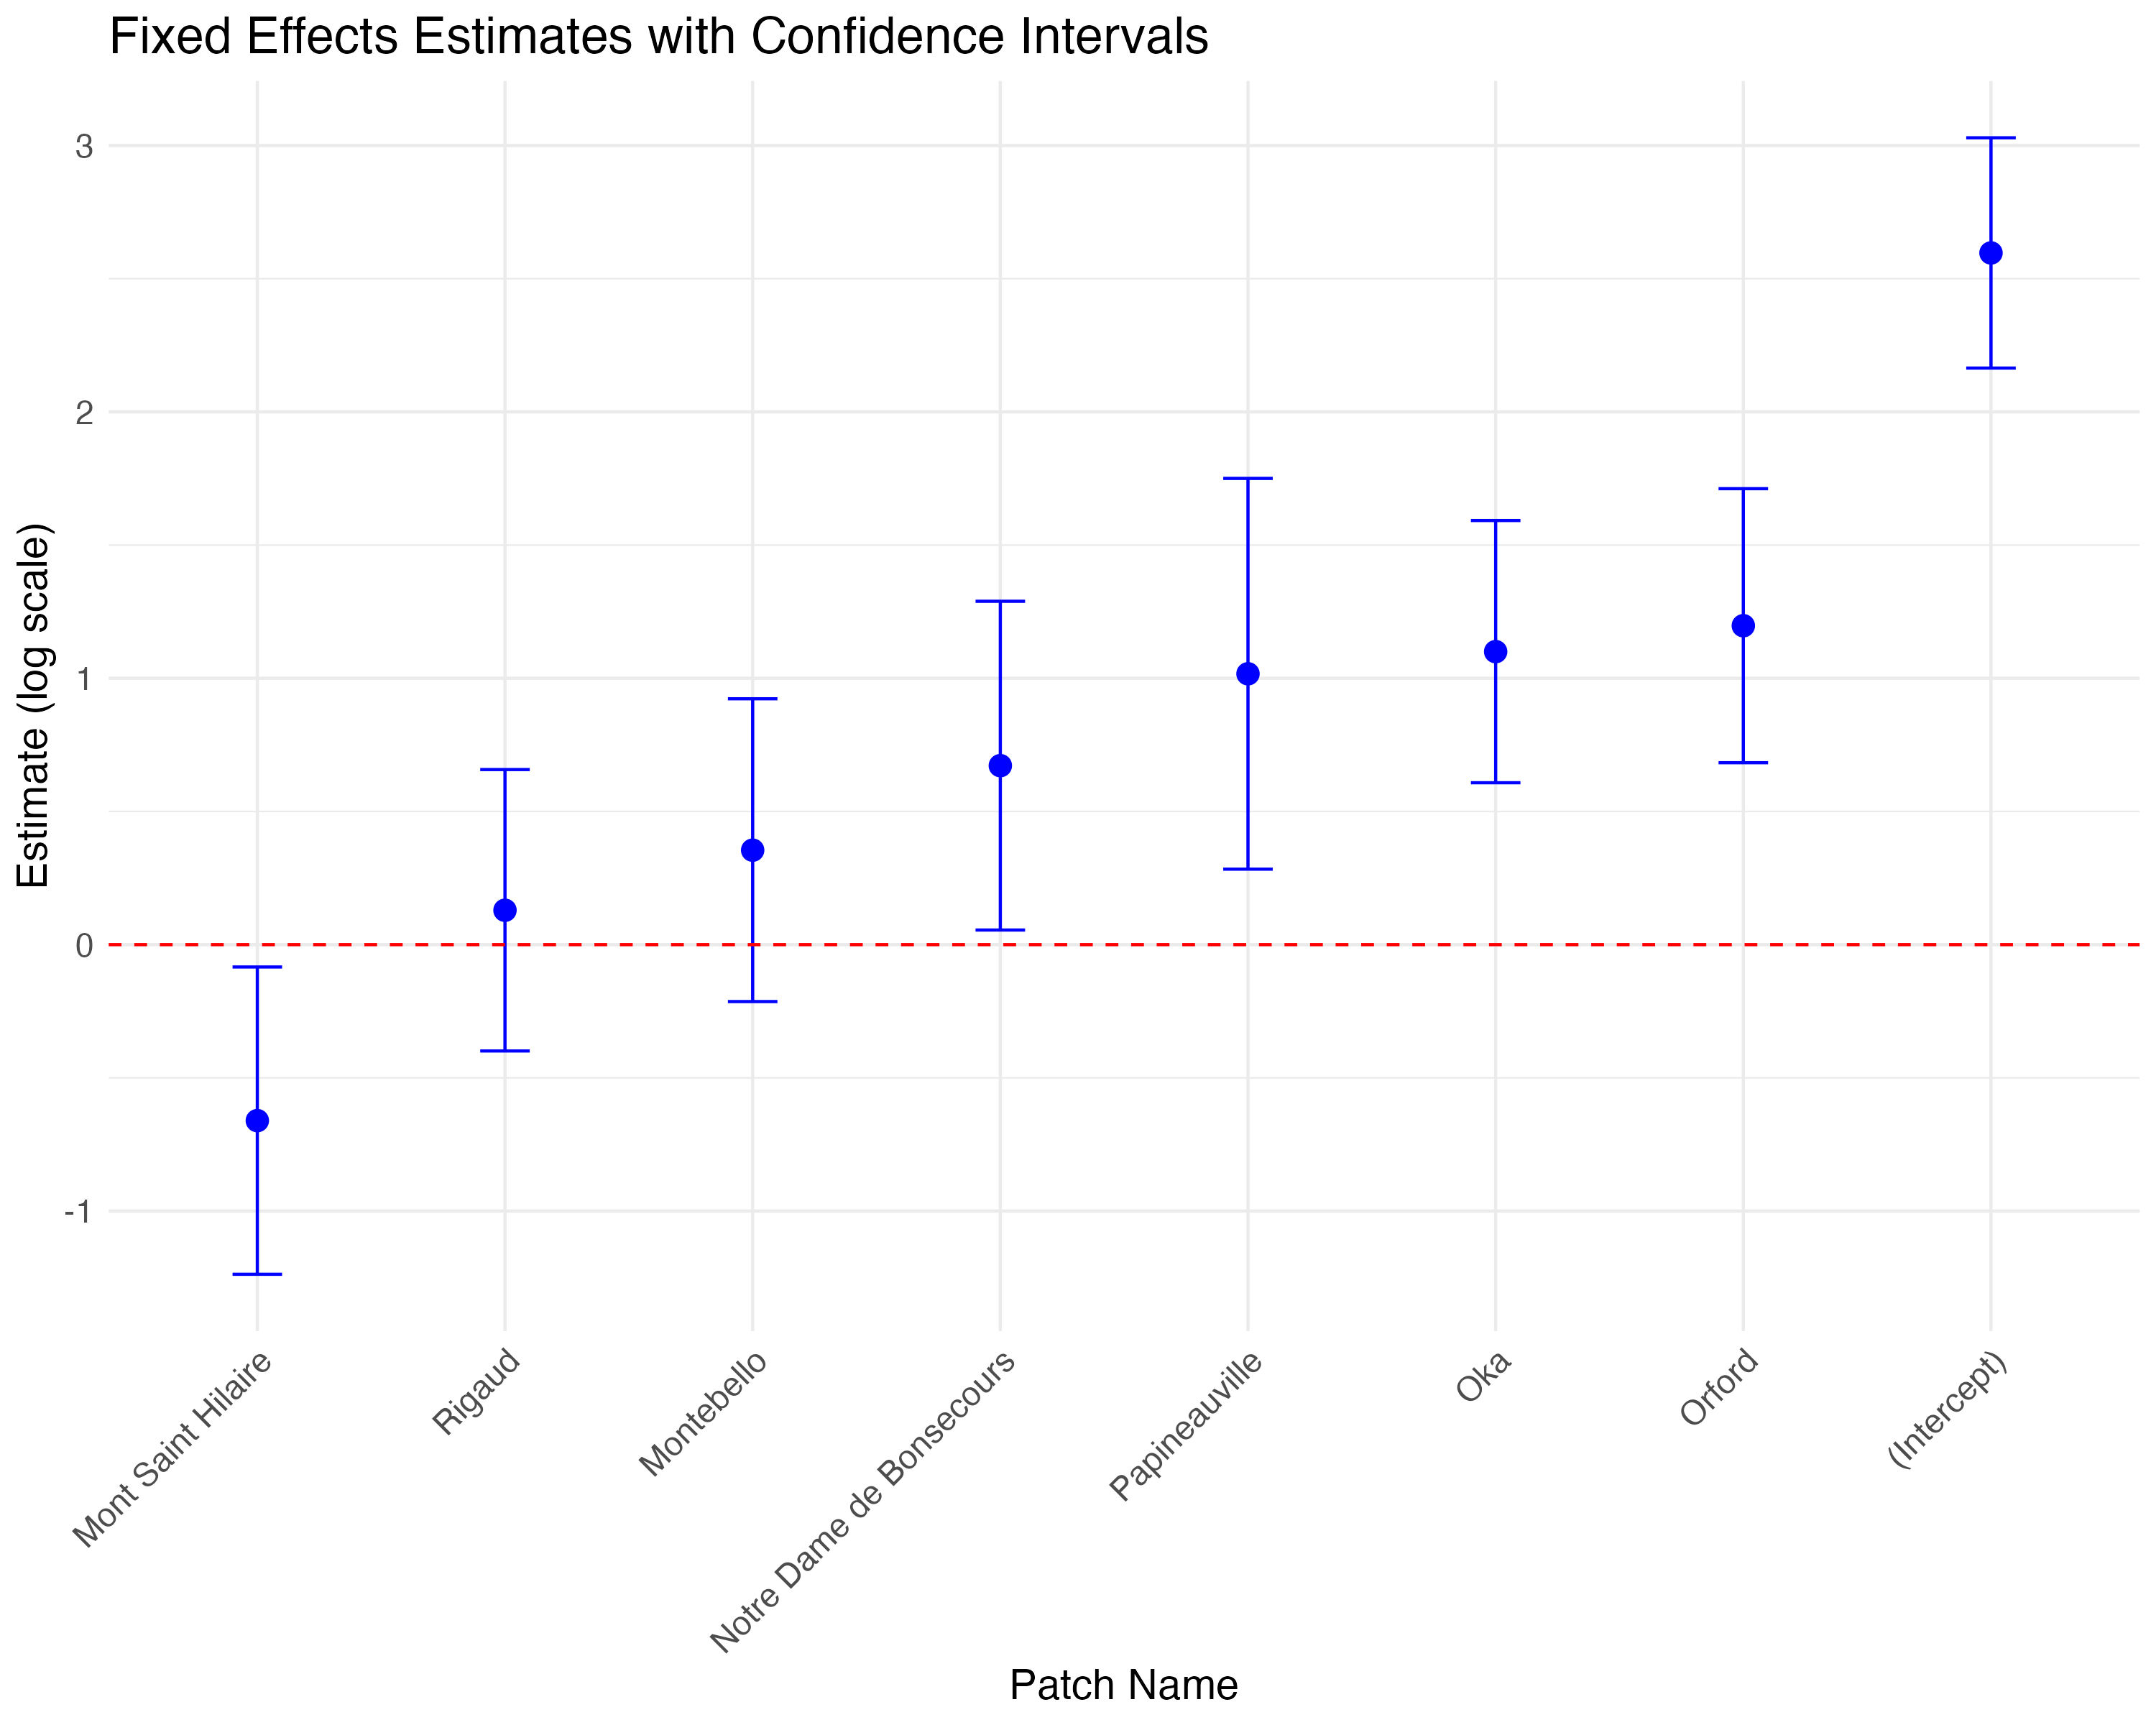 Fixed Effects Estimates with Confidence Intervals
Estimate (log scale)
3
2
1
0
-1
Mont Saint Hilaire
Rigaud
Montebello
Notre Dame de Bonsecours
Papineauville
Oka
Orford
(Intercept)
Patch Name